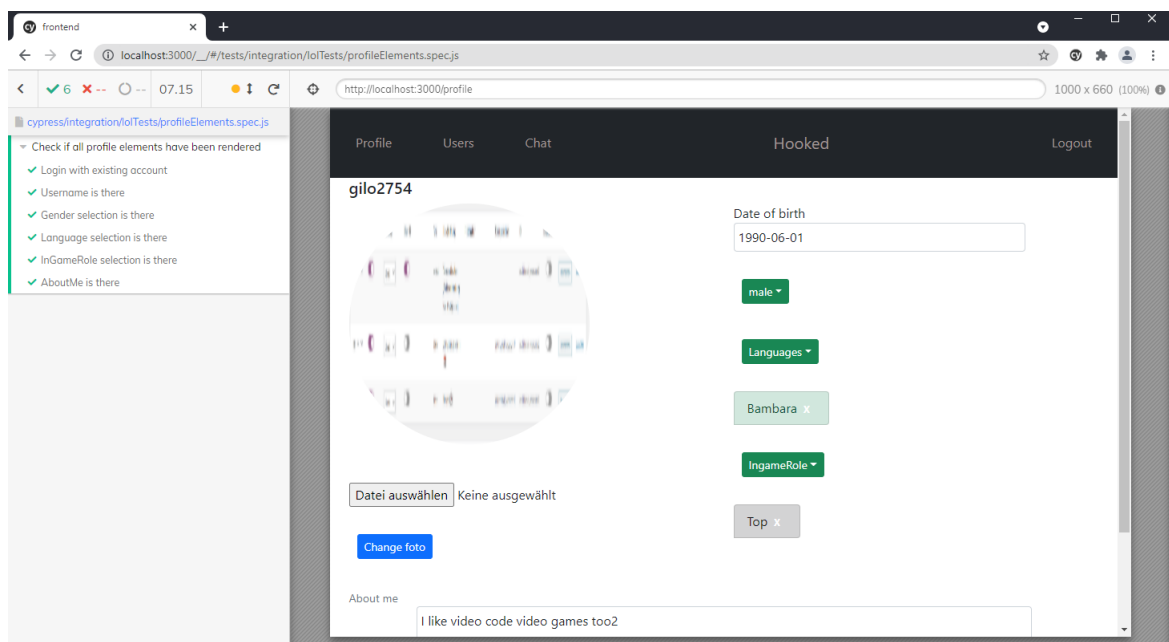 frontend
localhost:3000/__/#/tests/integration/lolTests/profileElements.spec.js
6 -- -- 07.15
http://localhost:3000/profile
1000 x 660 (100%)
cypress/integration/lolTests/profileElements.spec.js
Check if all profile elements have been rendered
Login with existing account
Username is there
Gender selection is there
Language selection is there
InGameRole selection is there
AboutMe is there
Profile Users Chat Hooked Logout
gilo2754
Date of birth
1990-06-01
male
Languages
Bambara x
IngameRole
Datei auswählen Keine ausgewählt
Top x
Change foto
About me
I like video code video games too2